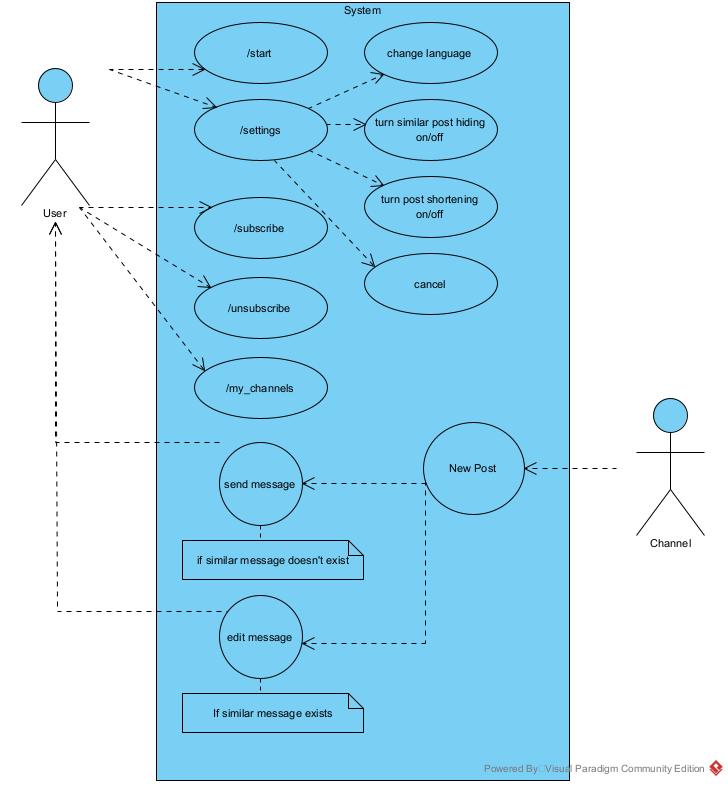 System
/start
change language
/settings
turn similar post hiding
on/off
turn post shortening
on/off
User
/subscribe
cancel
/unsubscribe
/my_channels
New Post
send message
Channel
if similar message doesn't exist
edit message
If similar message exists
Powered By Visual Paradigm Community Edition